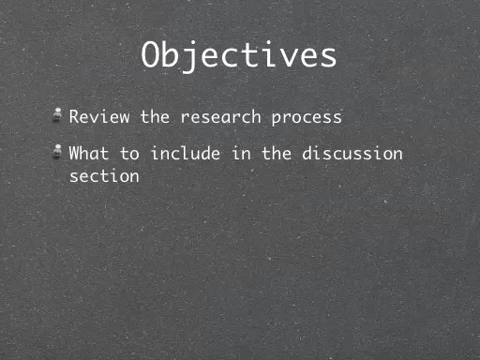 Objectives
Review the research process
What to include in the discussion
section